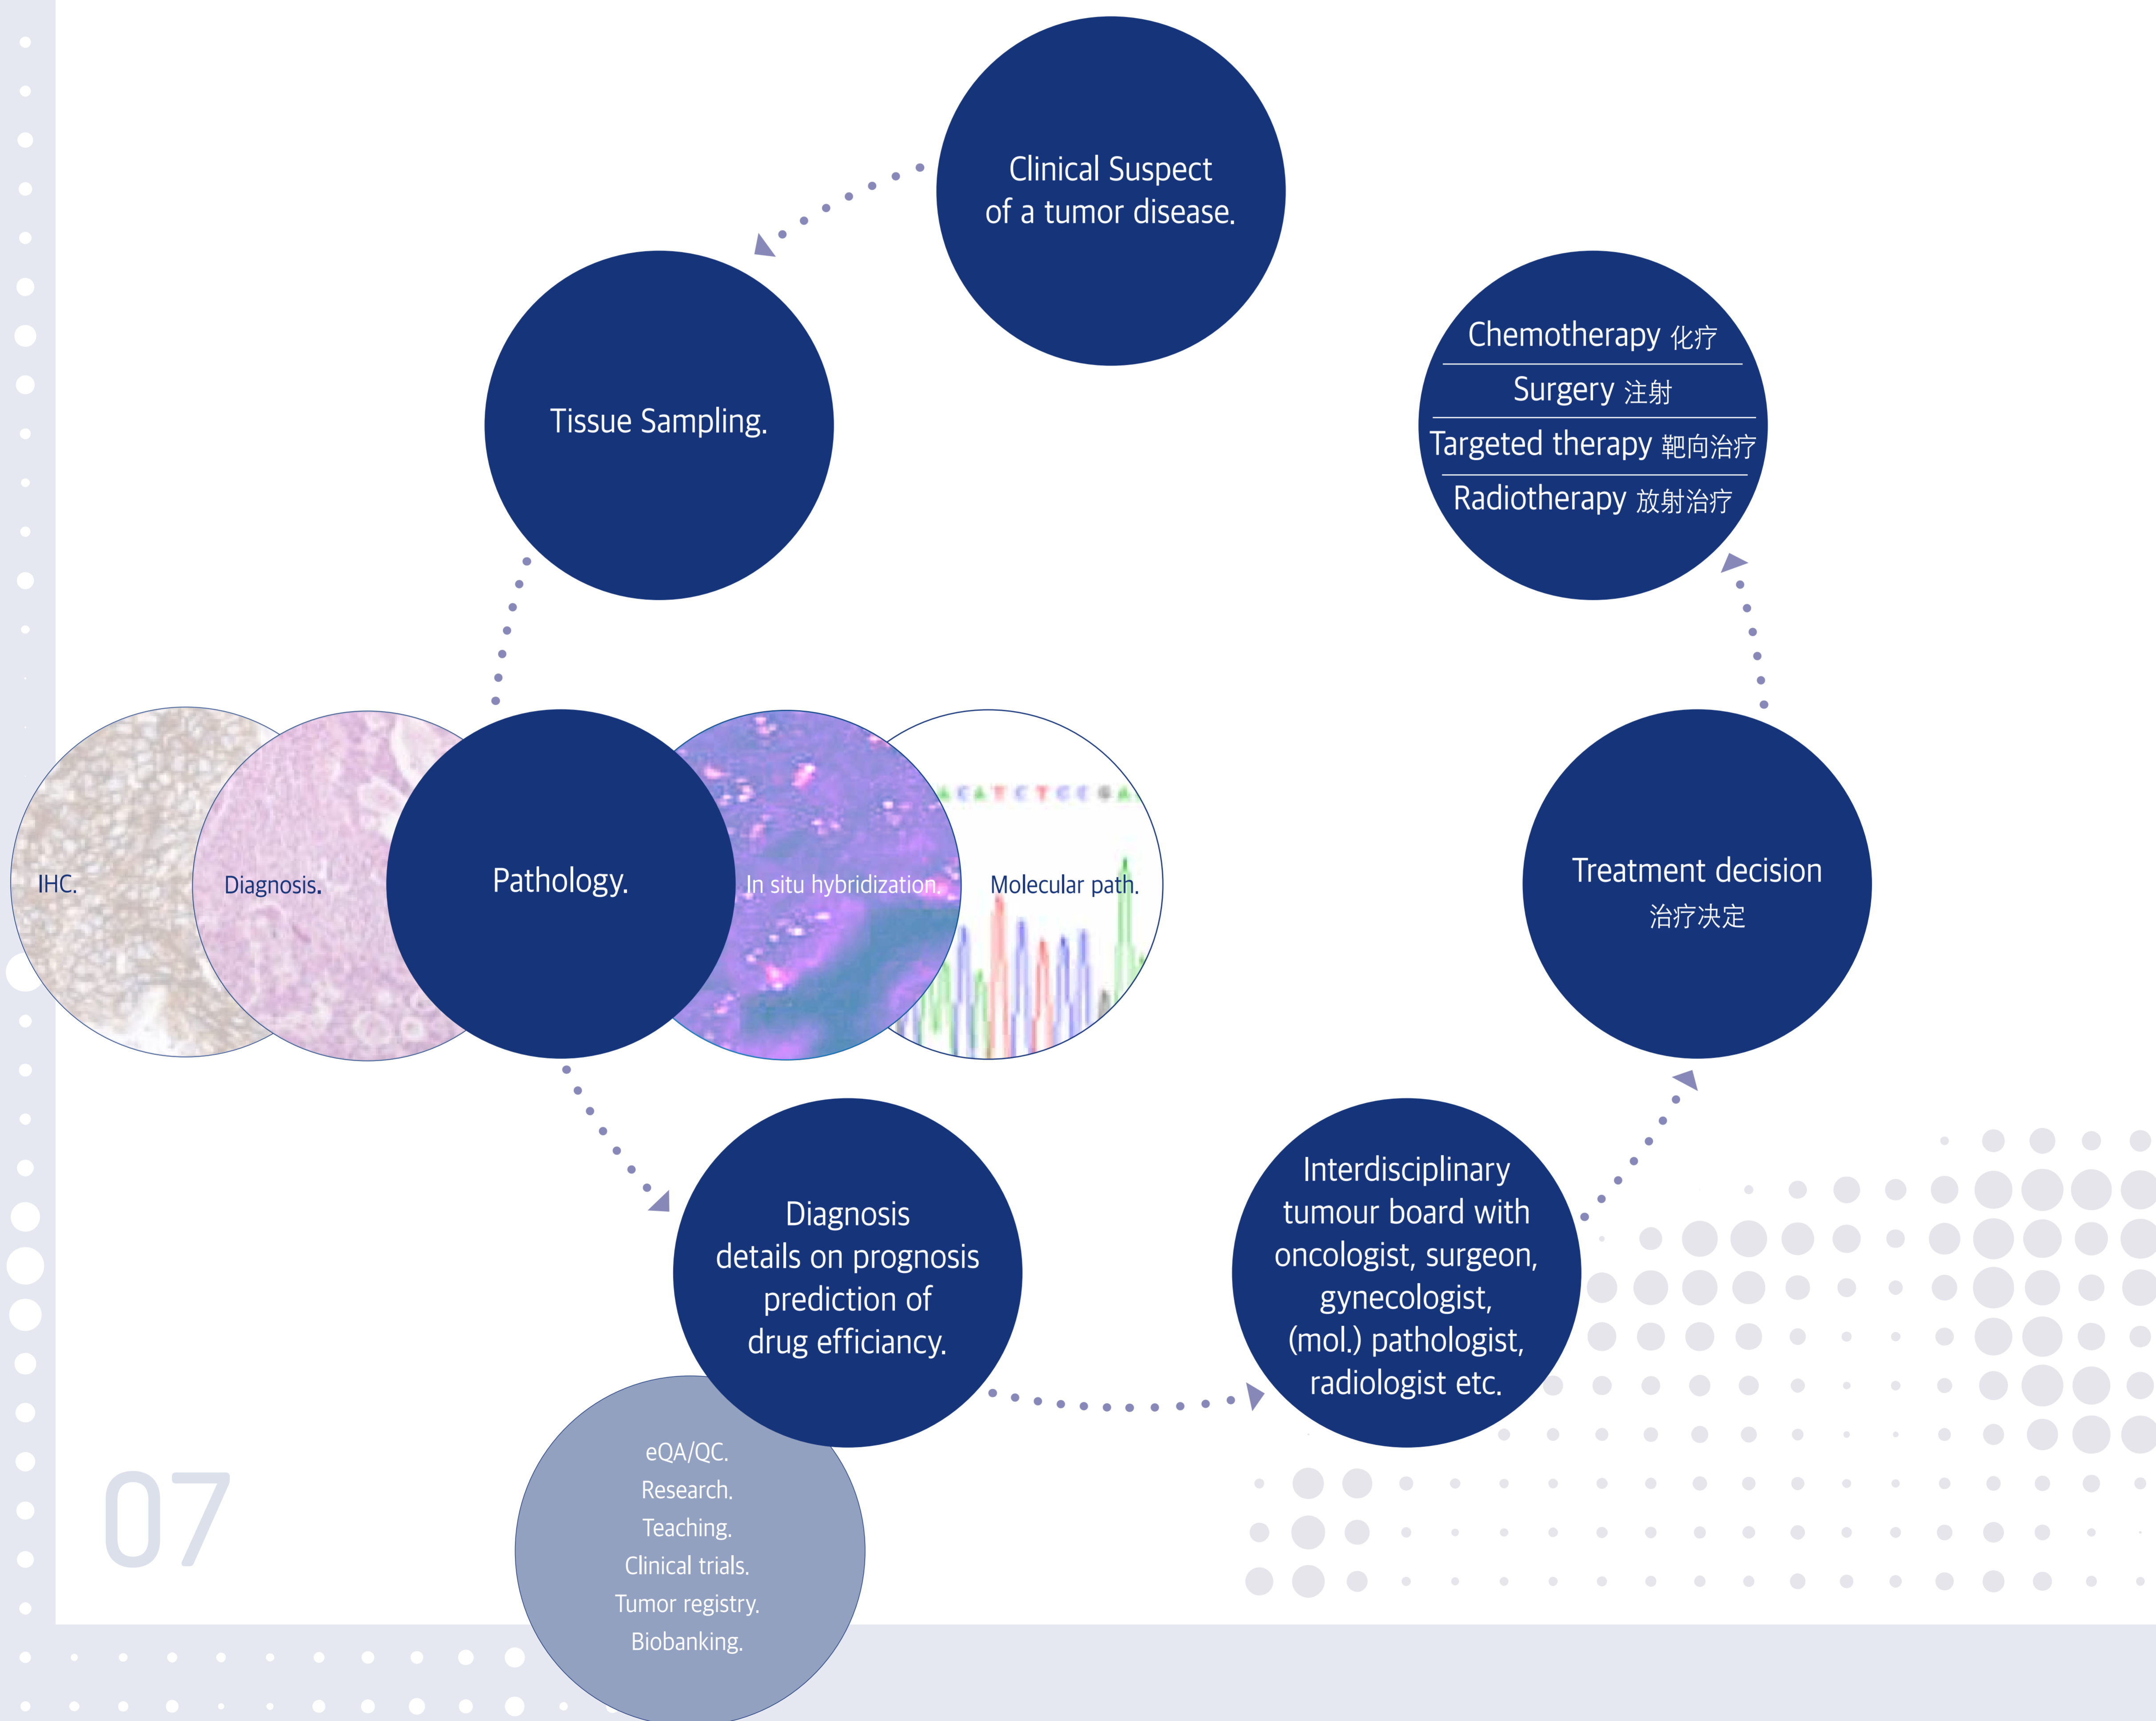 Clinical Suspect
of a tumor disease.
Tissue Sampling.
Chemotherapy 化疗
Surgery 注射
Targeted therapy 靶向治疗
Radiotherapy 放射治疗
IHC.
Diagnosis.
Pathology.
In situ hybridization.
Molecular path.
A C A T C T C C G A
Treatment decision
治疗决定
Diagnosis
details on prognosis
prediction of
drug efficiancy.
Interdisciplinary
tumour board with
oncologist, surgeon,
gynecologist,
(mol.) pathologist,
radiologist etc.
eQA/QC.
Research.
Teaching.
Clinical trials.
Tumor registry.
Biobanking.
07